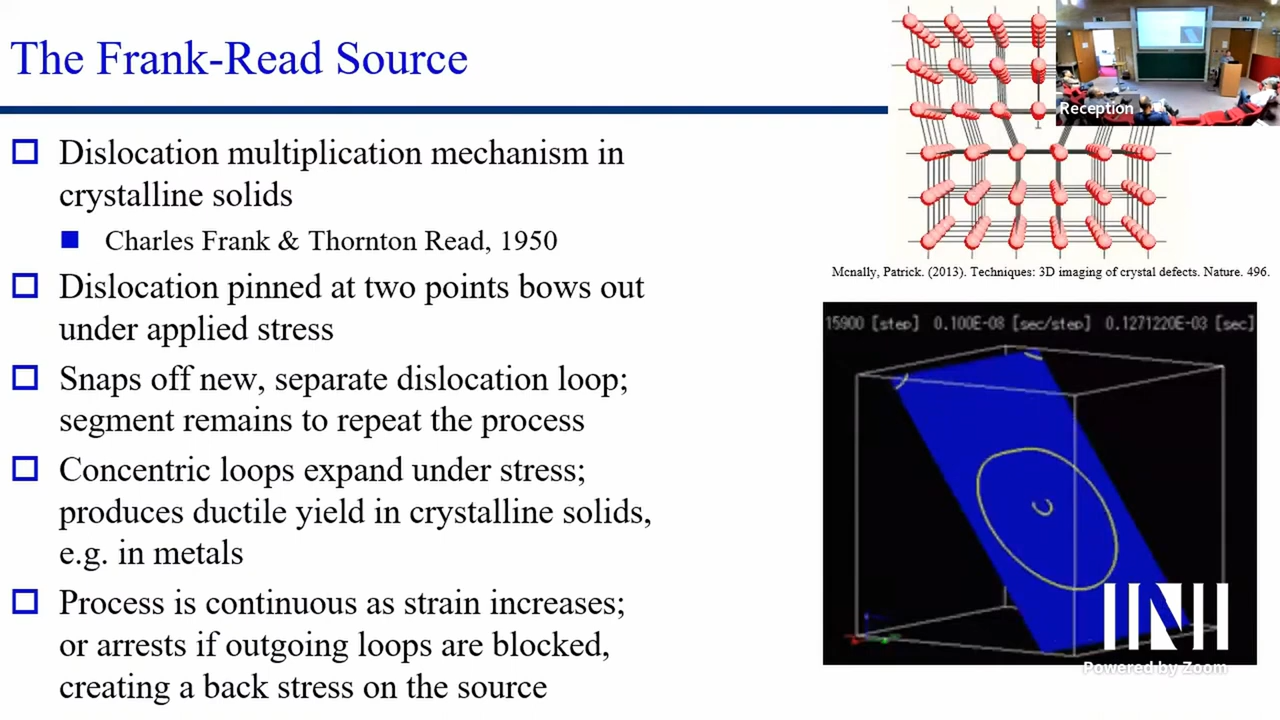 The Frank-Read Source
Dislocation multiplication mechanism in
crystalline solids
Charles Frank & Thornton Read, 1950
Dislocation pinned at two points bows out
under applied stress
Snaps off new, separate dislocation loop;
segment remains to repeat the process
Concentric loops expand under stress;
produces ductile yield in crystalline solids,
e.g. in metals
Process is continuous as strain increases;
or arrests if outgoing loops are blocked,
creating a back stress on the source
Reception
Mcnally, Patrick. (2013). Techniques: 3D imaging of crystal defects. Nature. 496.
15900 [step] 0.100E-08 [sec/step] 0.1271220E-03 [sec]
Powered by Zoom